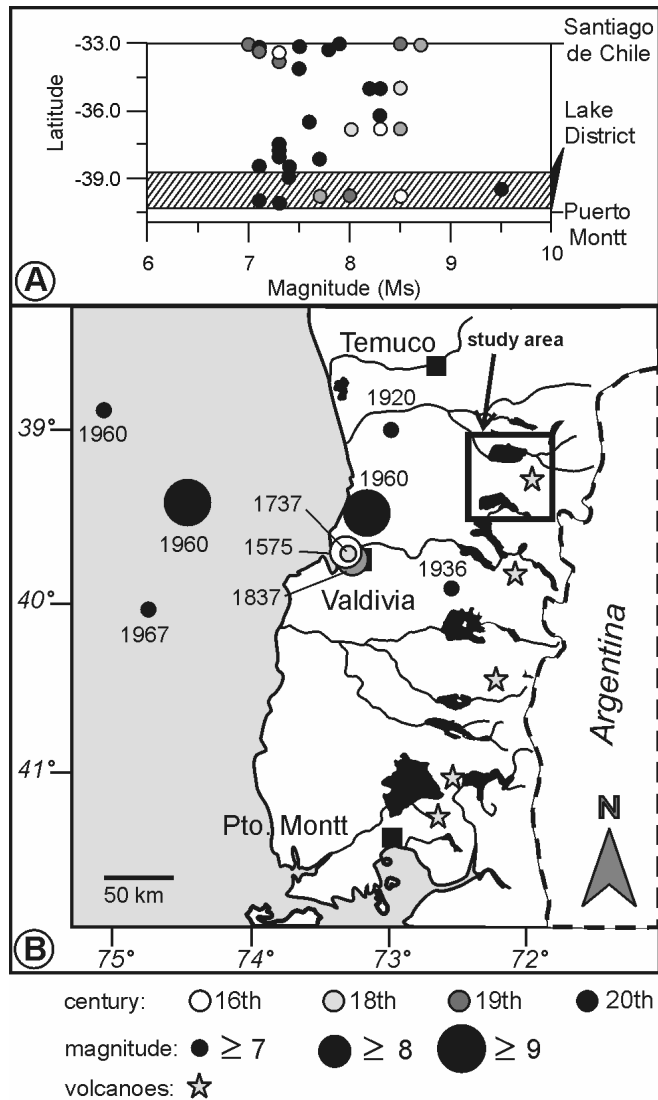 -33.0
-36.0
-39.0
Latitude
6 7 8 9 10
Magnitude (Ms)
Santiago
de Chile
Lake
District
Puerto
Montt
A
Temuco
study area
1920
39°
1960
1960
1960
1737
1575
1837
1936
Valdivia
40°
1967
Argentina
41°
Pto. Montt
N
50 km
B
75° 74° 73° 72°
century: 16th 18th 19th 20th
magnitude: ≥ 7 ≥ 8 ≥ 9
volcanoes: